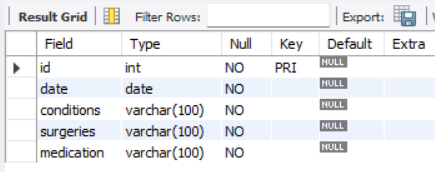 Result Grid Filter Rows: Export:
Field Type Null Key Default Extra
id int NO PRI NULL
date date NO NULL
conditions varchar(100) NO NULL
surgeries varchar(100) NO NULL
medication varchar(100) NO NULL